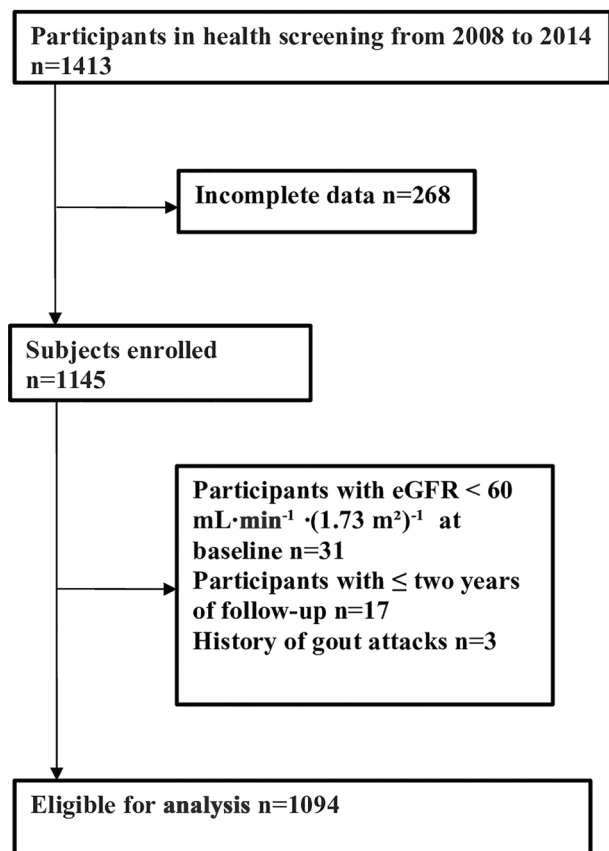 Participants in health screening from 2008 to 2014
n=1413
Incomplete data n=268
Subjects enrolled
n=1145
Participants with eGFR < 60
mL·min⁻¹ ·(1.73 m²)⁻¹ at
baseline n=31
Participants with ≤ two years
of follow-up n=17
History of gout attacks n=3
Eligible for analysis n=1094